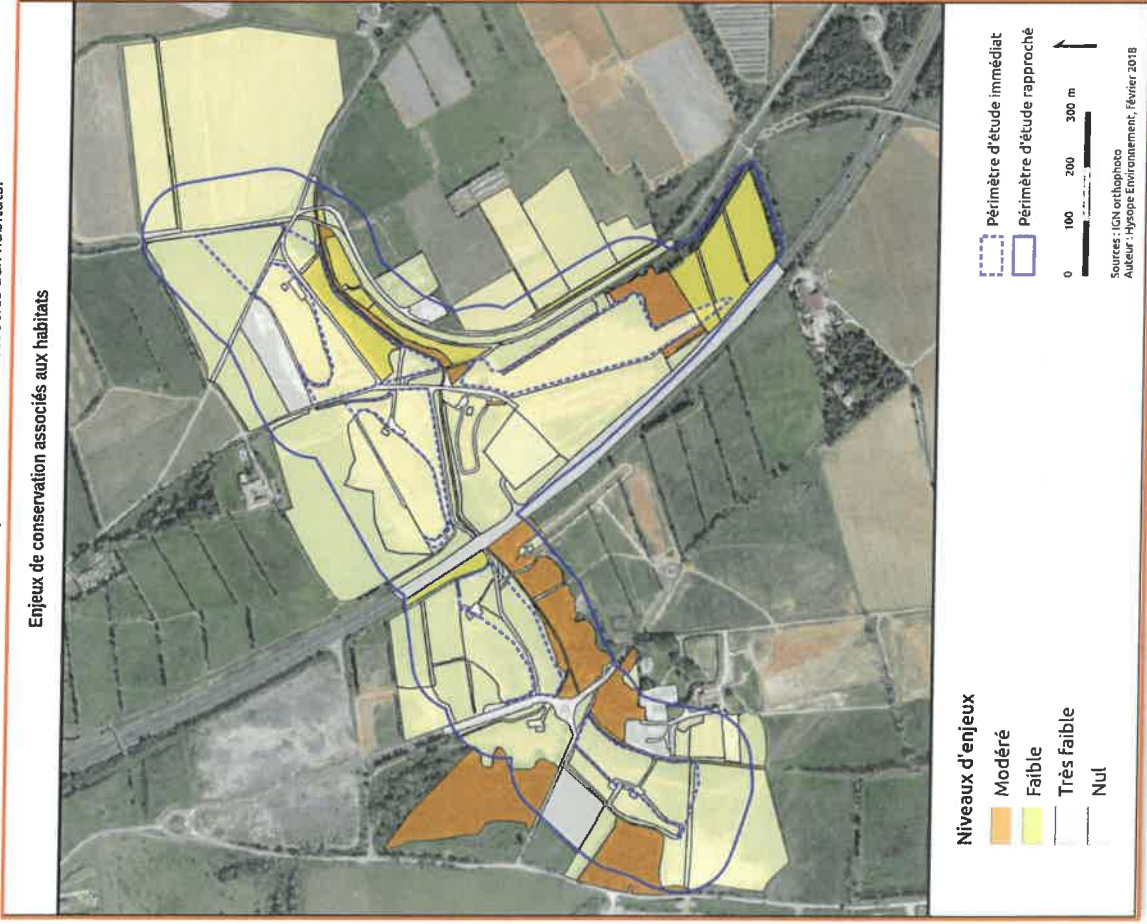 Enjeux de conservation associés aux habitats
Niveaux d'enjeux
Modéré
Faible
Très faible
Nul
Périmètre d'étude immédiat
Périmètre d'étude rapproché
0 100 200 300 m
Sources : IGN orthophoto
Auteur : Hysope Environnement, Février 2018